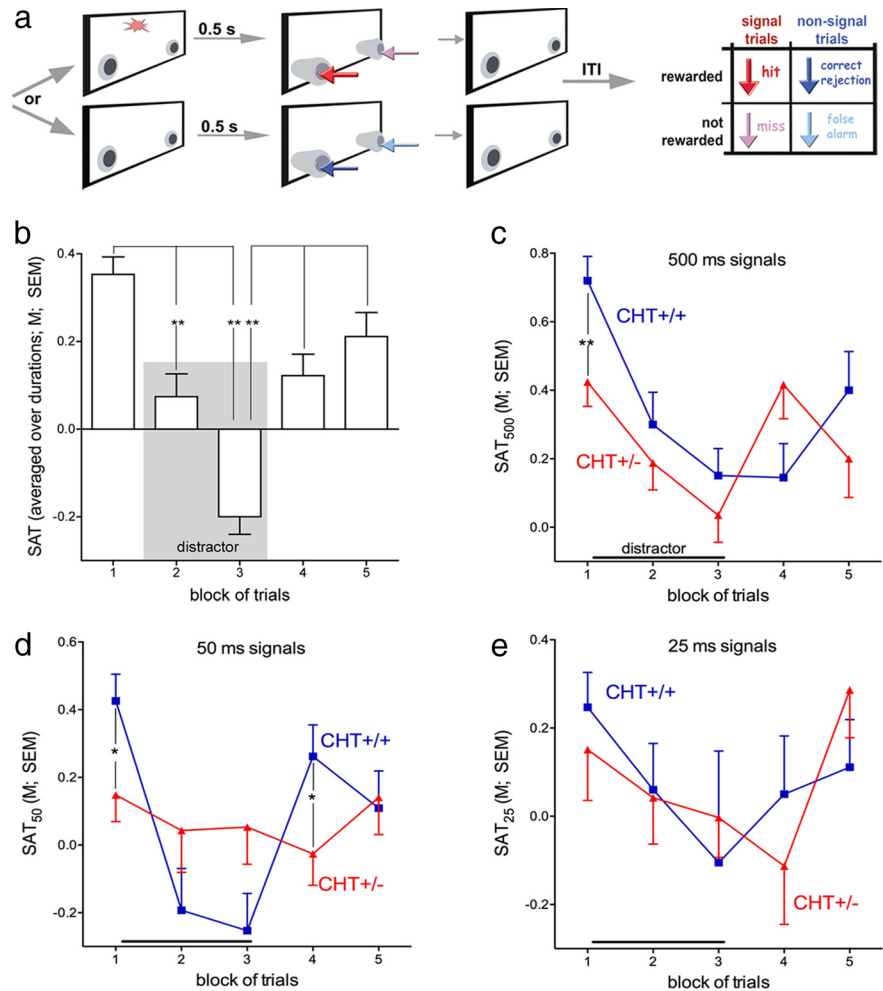 a
or
0.5 s
0.5 s
ITI
signal trials
non-signal trials
rewarded
hit
correct rejection
not rewarded
miss
false alarm
b
SAT (averaged over durations; M; SEM)
0.4
0.2
0.0
-0.2
**
** **
distractor
1 2 3 4 5
block of trials
c
500 ms signals
SAT500 (M; SEM)
0.8
0.6
0.4
0.2
0.0
CHT+/+
**
CHT+/-
distractor
1 2 3 4 5
block of trials
d
50 ms signals
SAT50 (M; SEM)
0.6
0.4
0.2
0.0
-0.2
CHT+/+
*
*
CHT+/-
1 2 3 4 5
block of trials
e
25 ms signals
SAT25 (M; SEM)
0.4
0.2
0.0
-0.2
CHT+/+
CHT+/-
1 2 3 4 5
block of trials